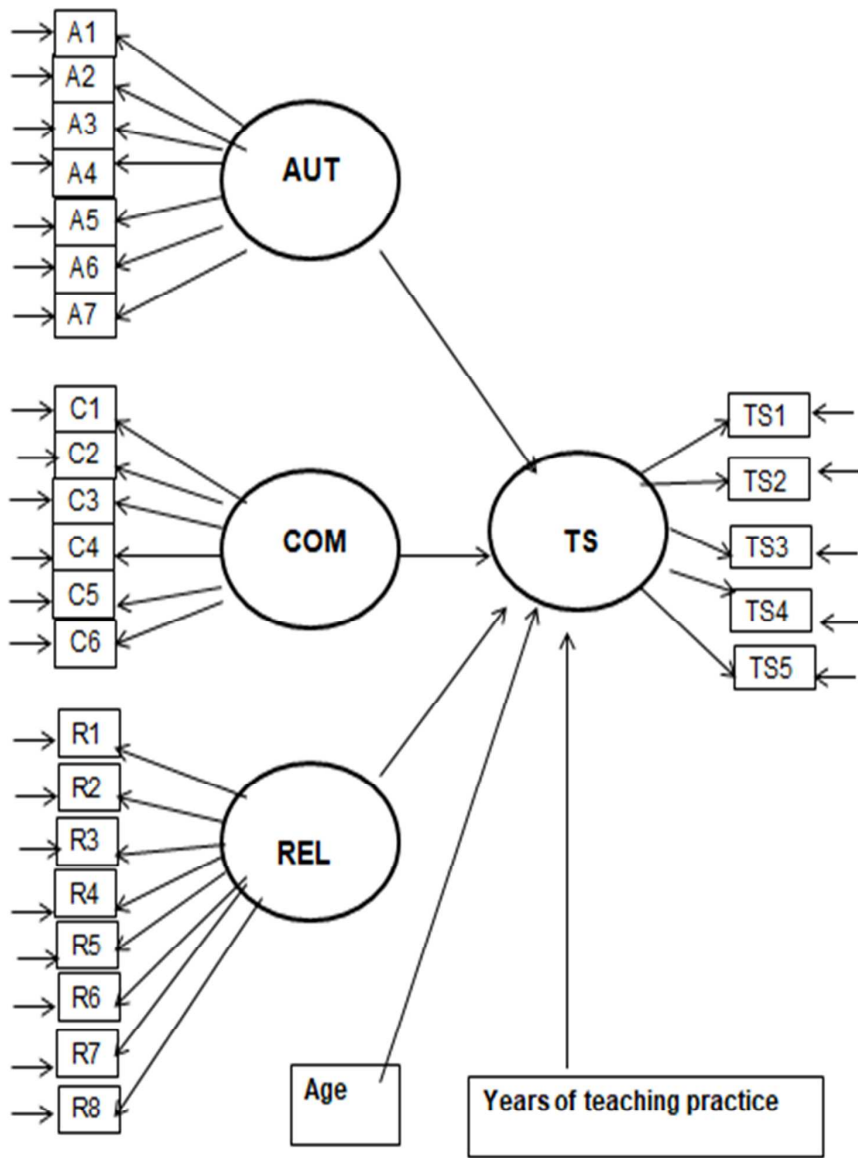 A1
A2
A3
A4
A5
A6
A7
AUT
C1
C2
C3
C4
C5
C6
COM
TS
TS1
TS2
TS3
TS4
TS5
R1
R2
R3
R4
R5
R6
R7
R8
REL
Age
Years of teaching practice